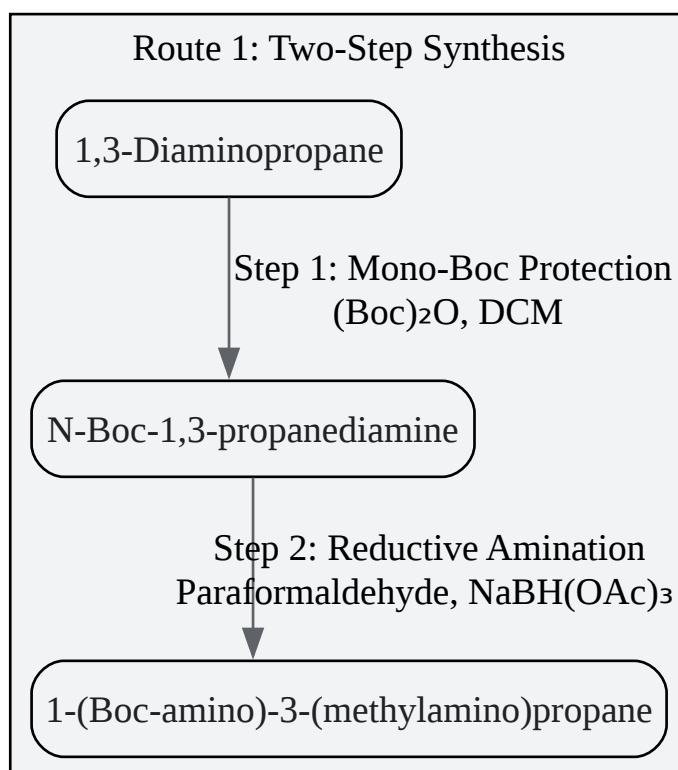 Route 1: Two-Step Synthesis
1,3-Diaminopropane
Step 1: Mono-Boc Protection
(Boc)₂O, DCM
N-Boc-1,3-propanediamine
Step 2: Reductive Amination
Paraformaldehyde, NaBH(OAc)₃
1-(Boc-amino)-3-(methylamino)propane